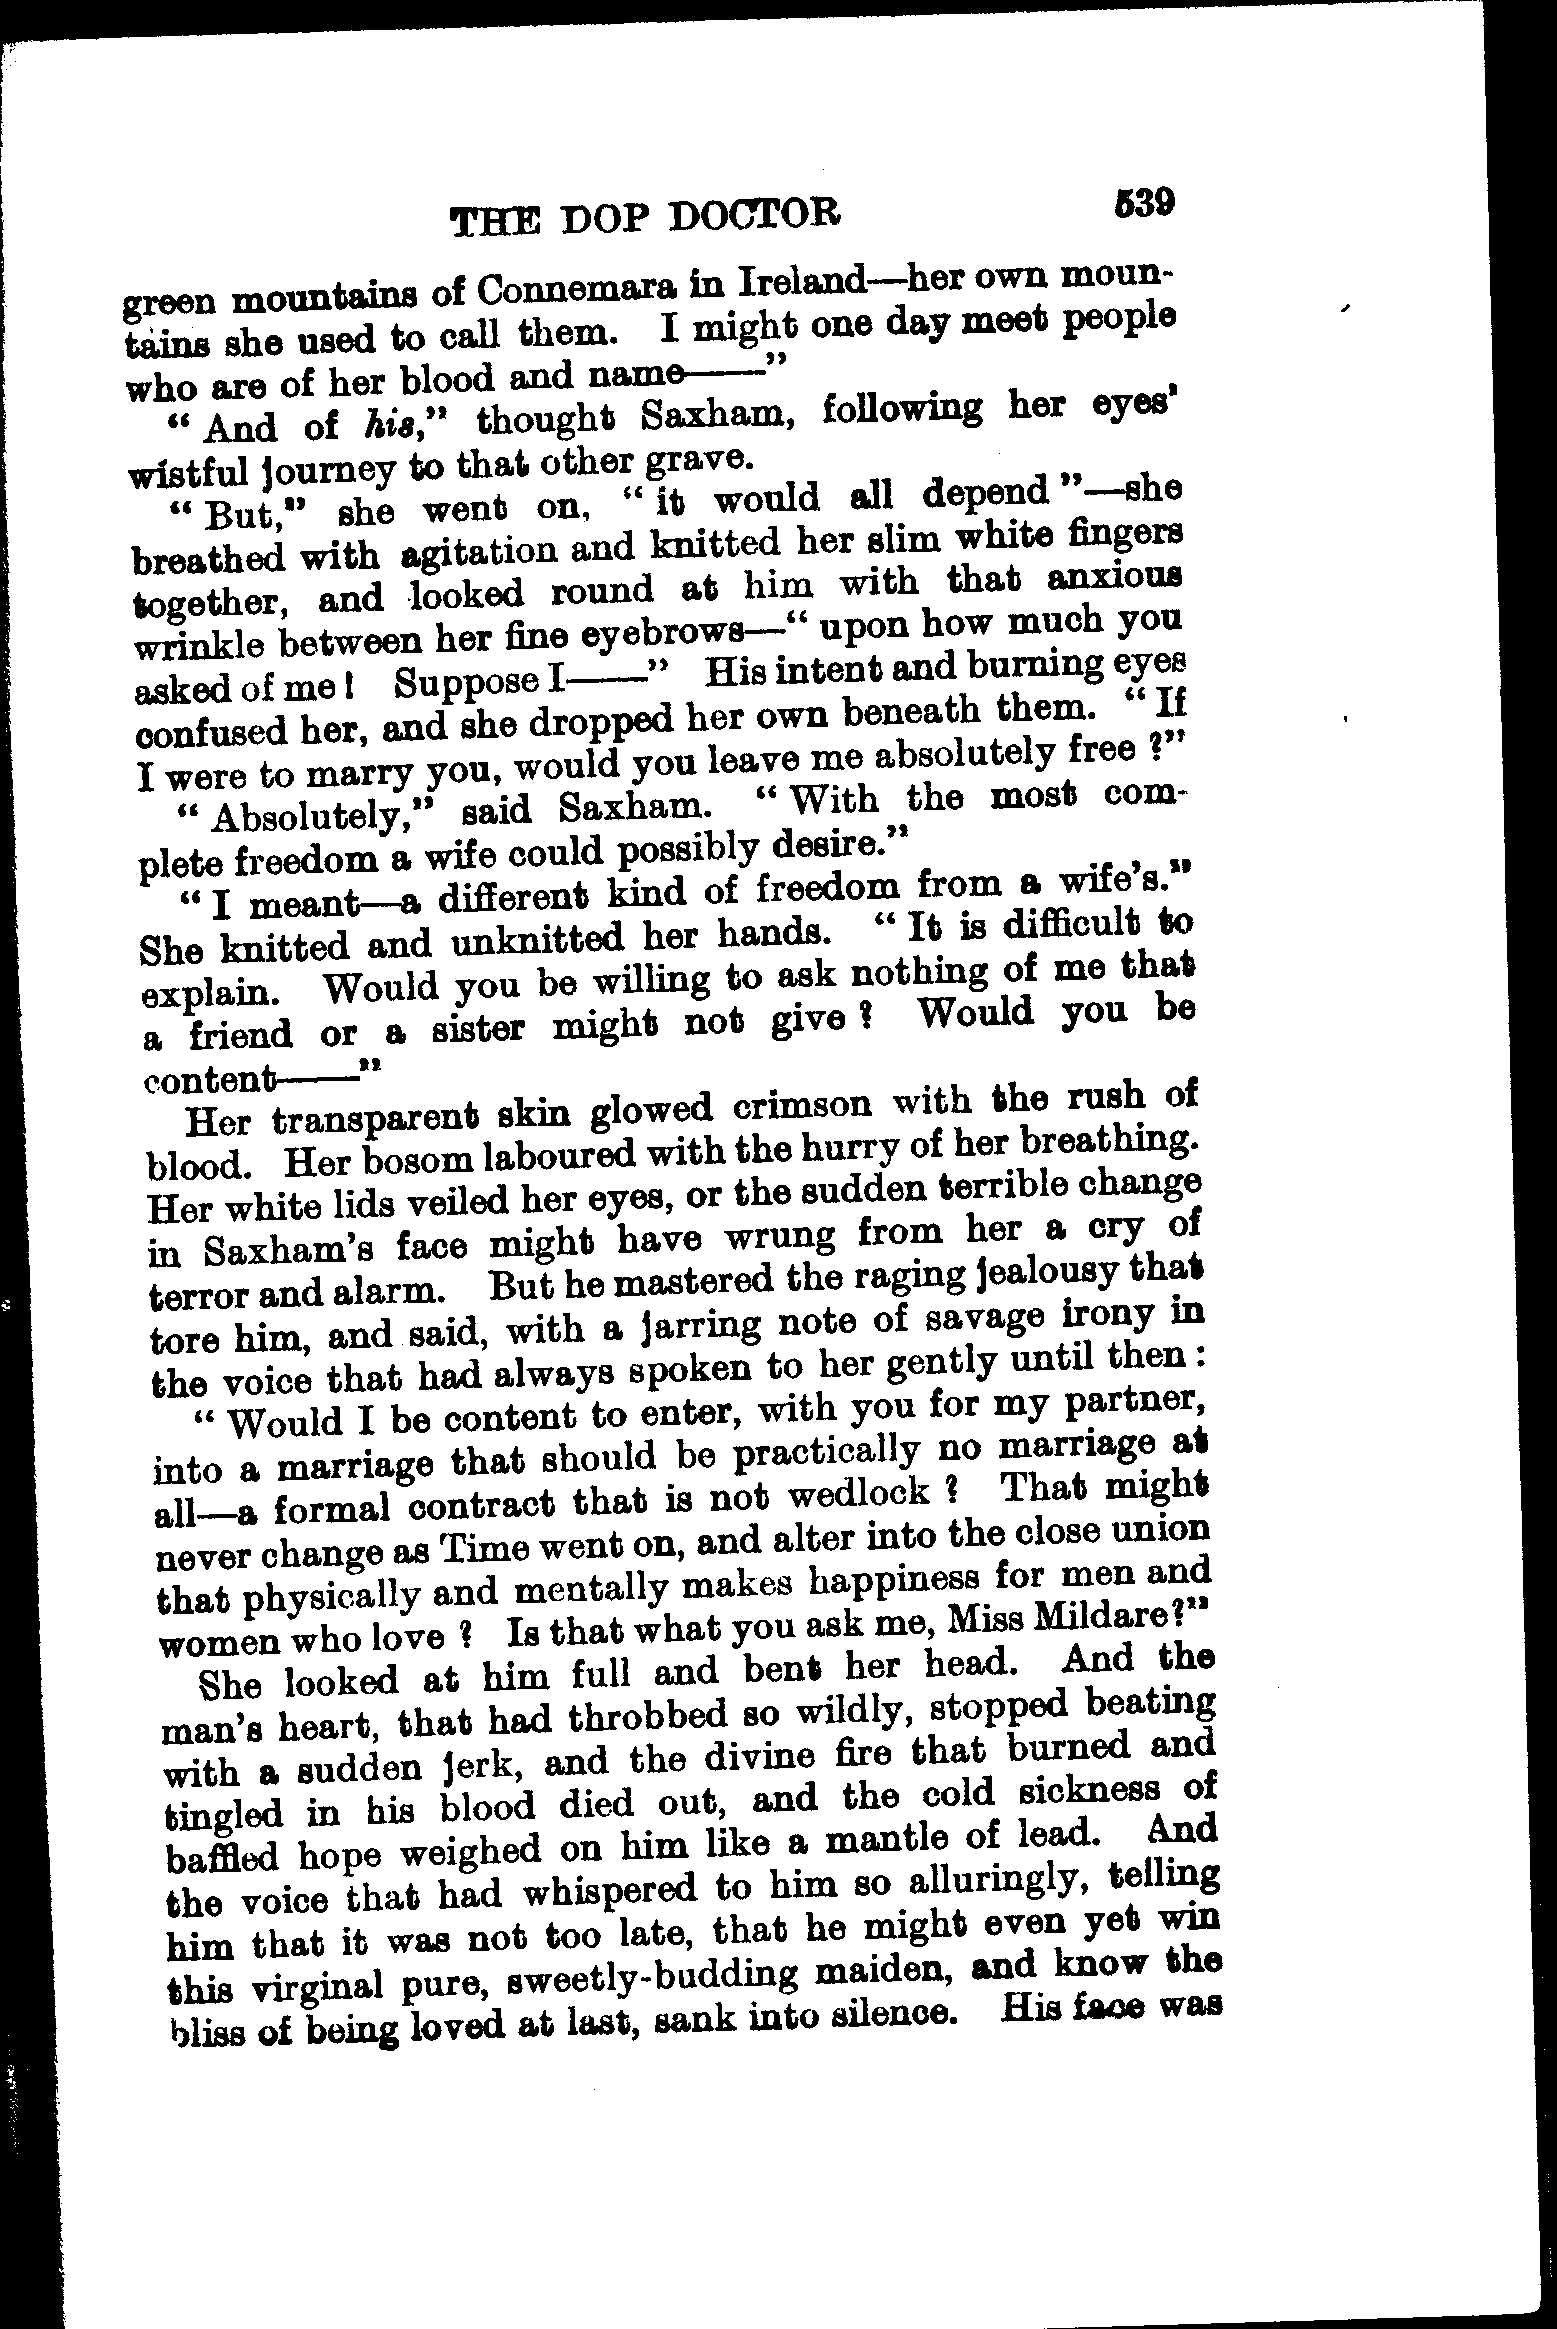 THE DOP DOCTOR 539
green mountains of Connemara in Ireland—her own moun-
tains she used to call them. I might one day meet people
who are of her blood and name——"
"And of his," thought Saxham, following her eyes'
wistful journey to that other grave.
"But," she went on, "it would all depend"—she
breathed with agitation and knitted her slim white fingers
together, and looked round at him with that anxious
wrinkle between her fine eyebrows—"upon how much you
asked of me! Suppose I——" His intent and burning eyes
confused her, and she dropped her own beneath them. "If
I were to marry you, would you leave me absolutely free?"
"Absolutely," said Saxham. "With the most com-
plete freedom a wife could possibly desire."
"I meant—a different kind of freedom from a wife's."
She knitted and unknitted her hands. "It is difficult to
explain. Would you be willing to ask nothing of me that
a friend or a sister might not give? Would you be
content——"
Her transparent skin glowed crimson with the rush of
blood. Her bosom laboured with the hurry of her breathing.
Her white lids veiled her eyes, or the sudden terrible change
in Saxham's face might have wrung from her a cry of
terror and alarm. But he mastered the raging jealousy that
tore him, and said, with a jarring note of savage irony in
the voice that had always spoken to her gently until then:
"Would I be content to enter, with you for my partner,
into a marriage that should be practically no marriage at
all—a formal contract that is not wedlock? That might
never change as Time went on, and alter into the close union
that physically and mentally makes happiness for men and
women who love? Is that what you ask me, Miss Mildare?"
She looked at him full and bent her head. And the
man's heart, that had throbbed so wildly, stopped beating
with a sudden jerk, and the divine fire that burned and
tingled in his blood died out, and the cold sickness of
baffled hope weighed on him like a mantle of lead. And
the voice that had whispered to him so alluringly, telling
him that it was not too late, that he might even yet win
this virginal pure, sweetly-budding maiden, and know the
bliss of being loved at last, sank into silence. His face was